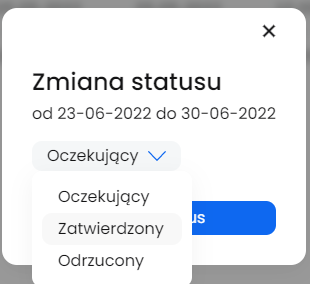 Zmiana statusu
od 23-06-2022 do 30-06-2022
Oczekujący
Oczekujący
Zatwierdzony
Odrzucony